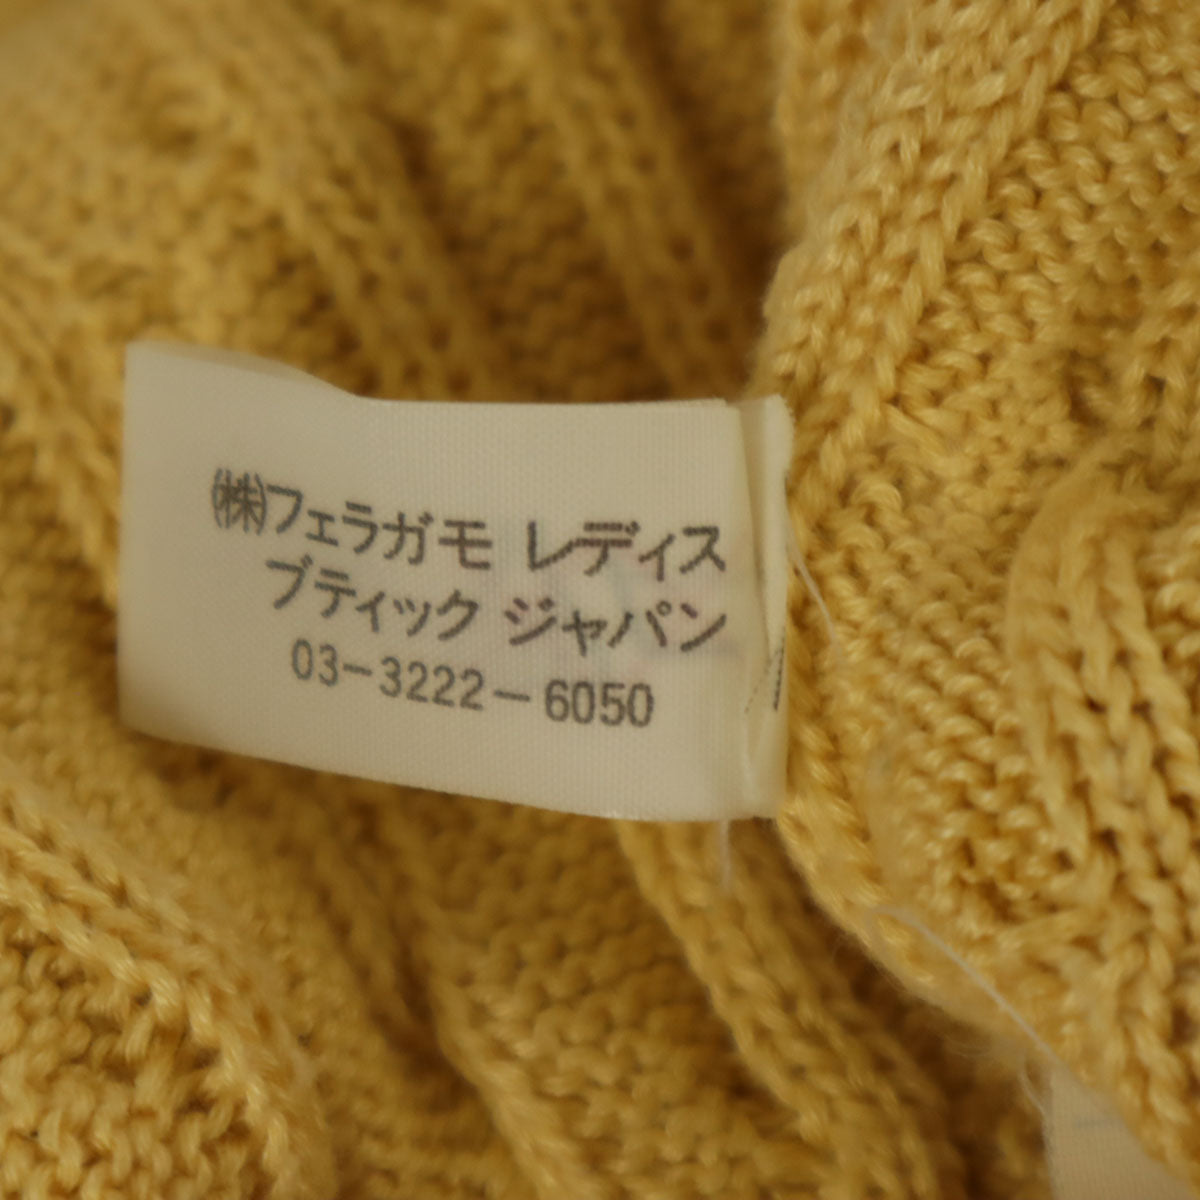 ㈱フェラガモ レディス
ブティック ジャパン
03-3222-6050